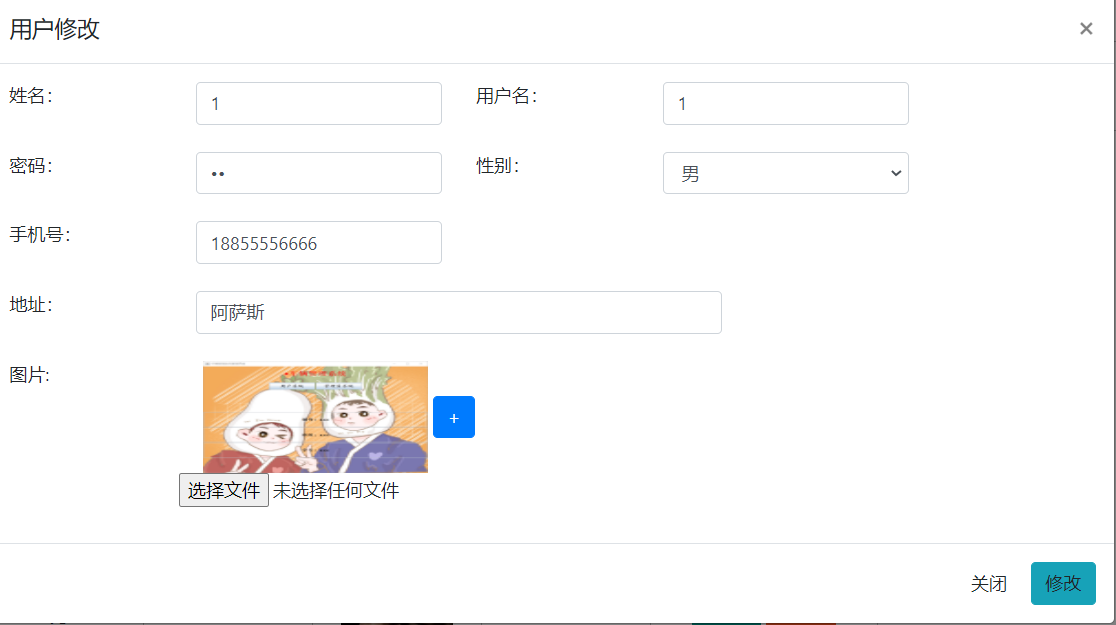 用户修改 ×
姓名: 1 用户名: 1
密码: •• 性别: 男
手机号: 18855556666
地址: 阿萨斯
图片:
+
选择文件 未选择任何文件
关闭 修改